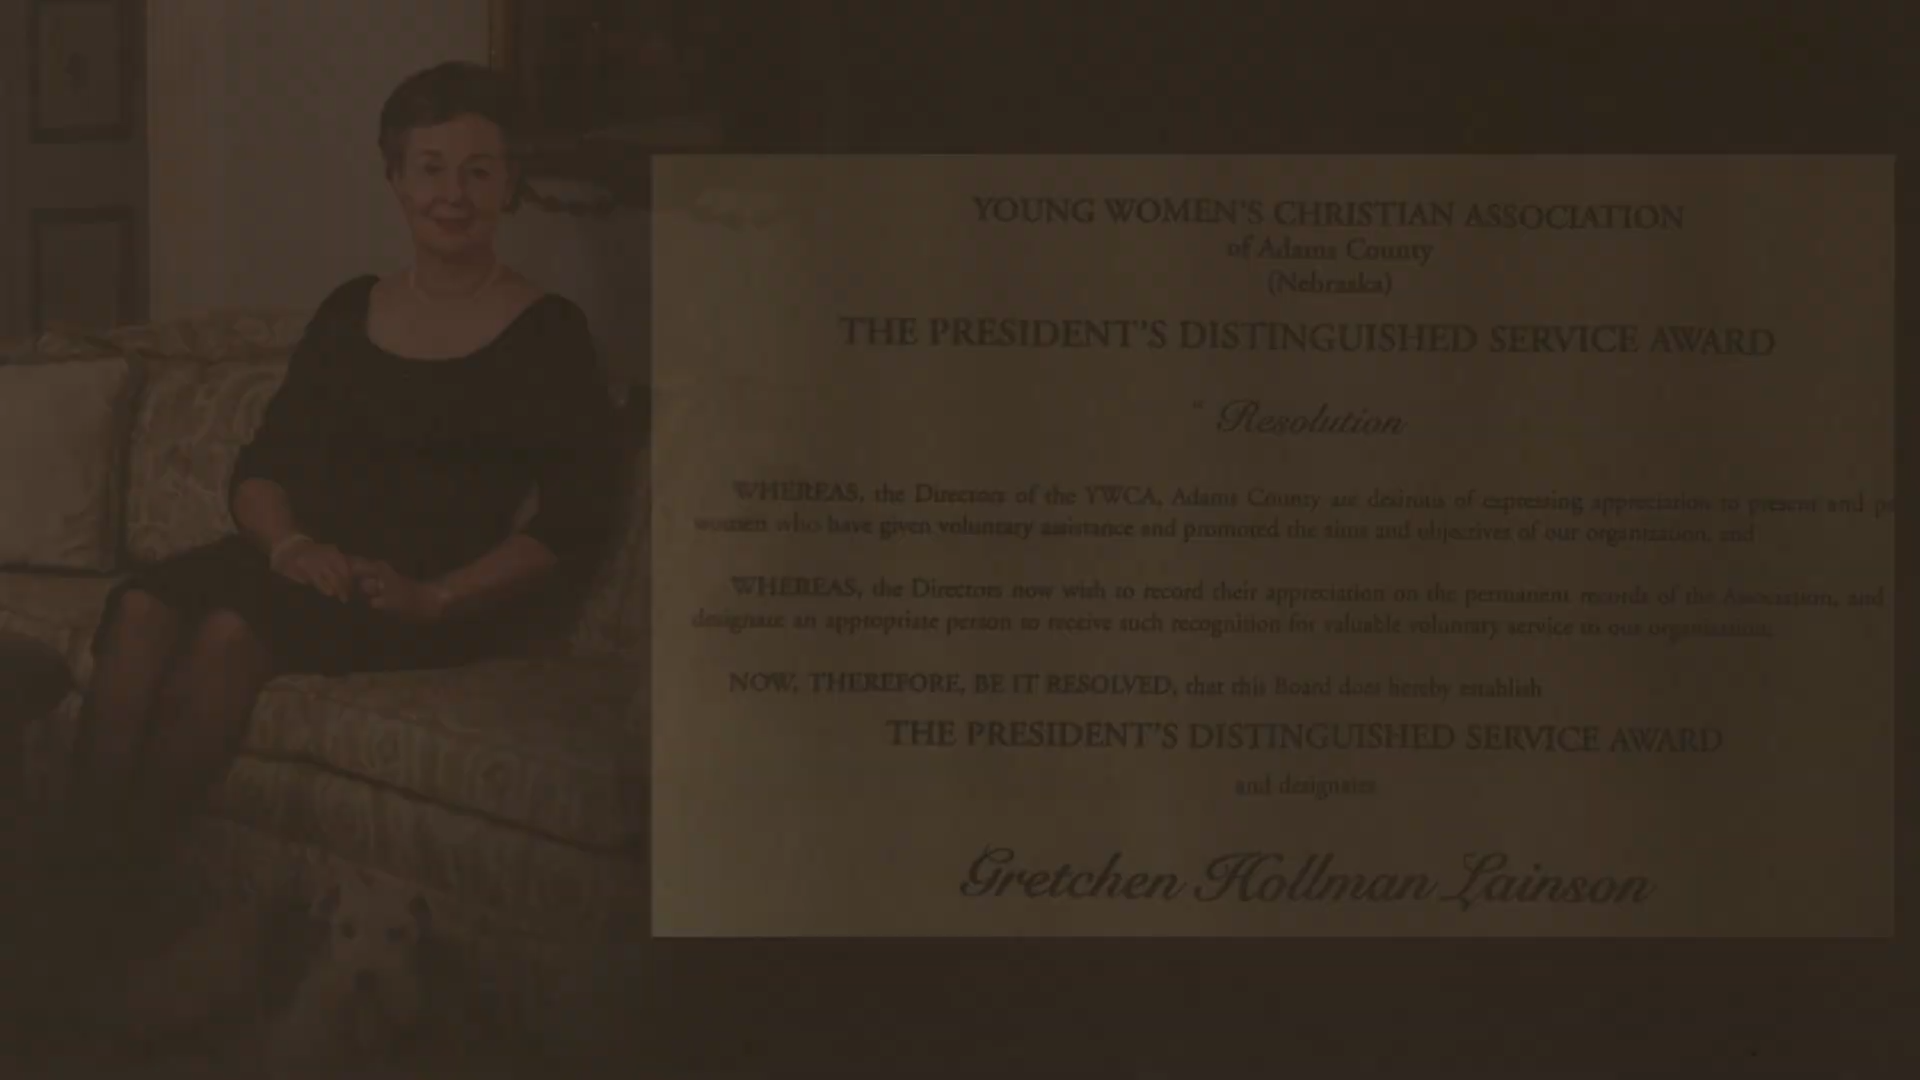 YOUNG WOMEN'S CHRISTIAN ASSOCIATION
of Adams County
(Nebraska)
THE PRESIDENT'S DISTINGUISHED SERVICE AWARD
" Resolution
WHEREAS, the Directors of the YWCA, Adams County are desirous of expressing appreciation to present and
women who have given voluntary assistance and promoted the aims and objectives of our organization, and
WHEREAS, the Directors now wish to record their appreciation on the permanent records of the Association, and
designate an appropriate person to receive such recognition for valuable voluntary service to our organization;
NOW, THEREFORE, BE IT RESOLVED, that this Board does hereby establish
THE PRESIDENT'S DISTINGUISHED SERVICE AWARD
and designates
Gretchen Hollman Lainson